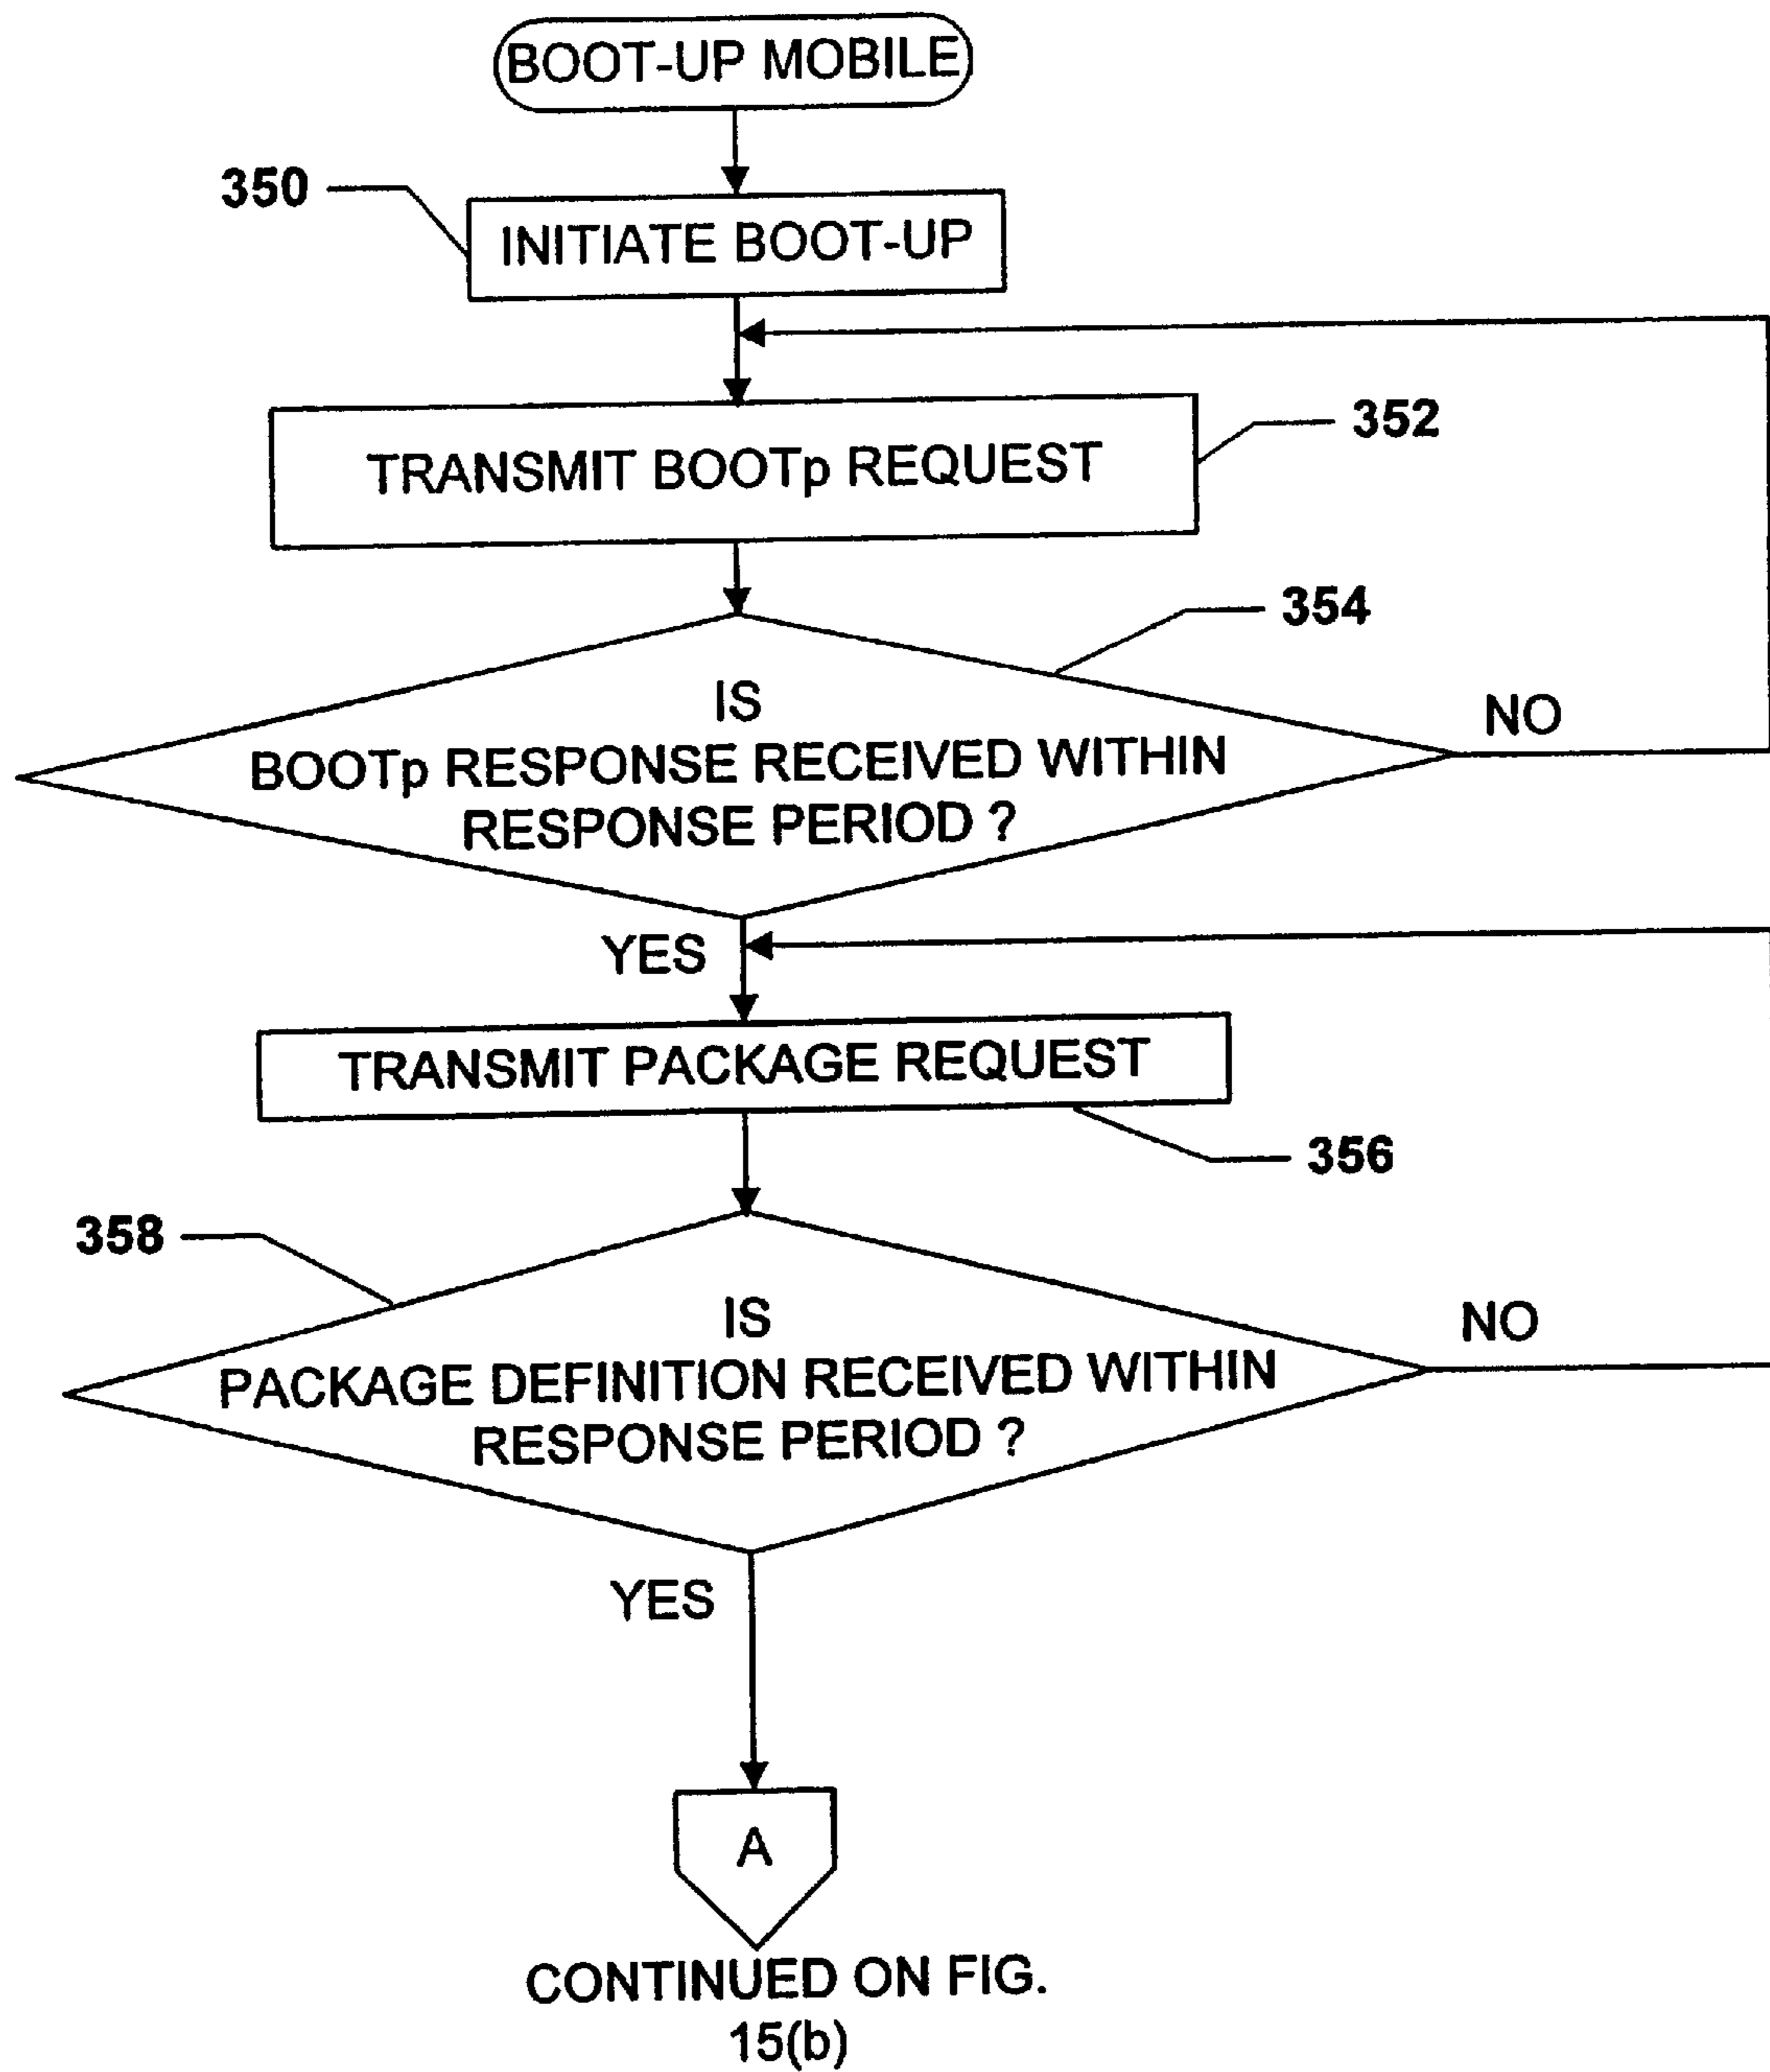 BOOT-UP MOBILE
350
INITIATE BOOT-UP
352
TRANSMIT BOOTp REQUEST
354
IS
BOOTp RESPONSE RECEIVED WITHIN
RESPONSE PERIOD ?
NO
YES
TRANSMIT PACKAGE REQUEST
356
358
IS
PACKAGE DEFINITION RECEIVED WITHIN
RESPONSE PERIOD ?
NO
YES
A
CONTINUED ON FIG.
15(b)